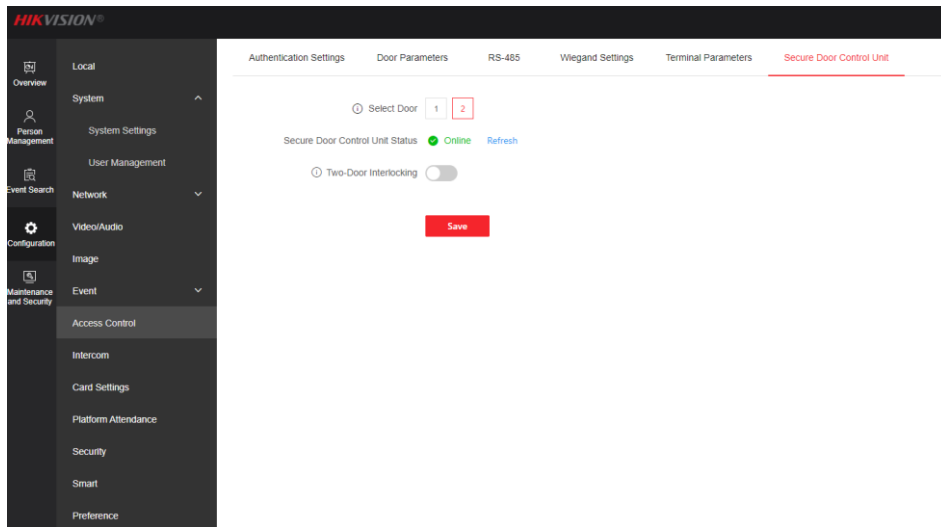 HIKVISION®
Overview
Person
Management
Event Search
Configuration
Maintenance
and Security
Local
System
System Settings
User Management
Network
Video/Audio
Image
Event
Access Control
Intercom
Card Settings
Platform Attendance
Security
Smart
Preference
Authentication Settings Door Parameters RS-485 Wiegand Settings Terminal Parameters Secure Door Control Unit
Select Door 1 2
Secure Door Control Unit Status Online Refresh
Two-Door Interlocking
Save